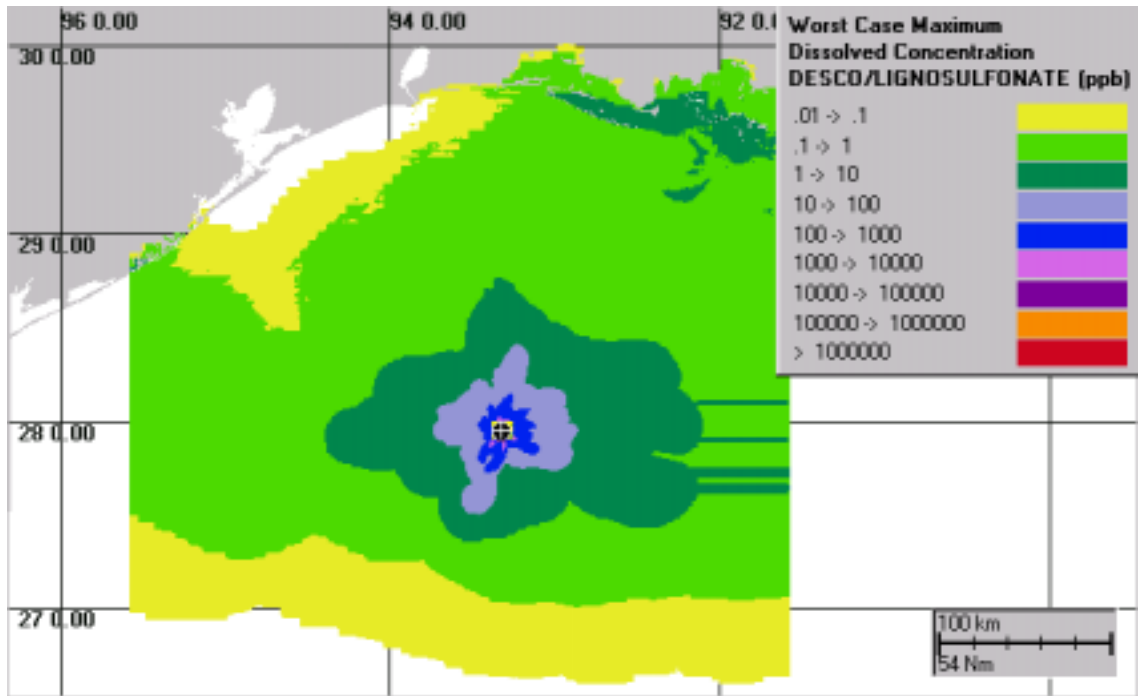 96 0.00
94 0.00
92 0.0
30 0.00
29 0.00
28 0.00
27 0.00
Worst Case Maximum
Dissolved Concentration
DESCO/LIGNOSULFONATE (ppb)
.01 -> .1
.1 -> 1
1 -> 10
10 -> 100
100 -> 1000
1000 -> 10000
10000 -> 100000
100000 -> 1000000
> 1000000
100 km
54 Nm